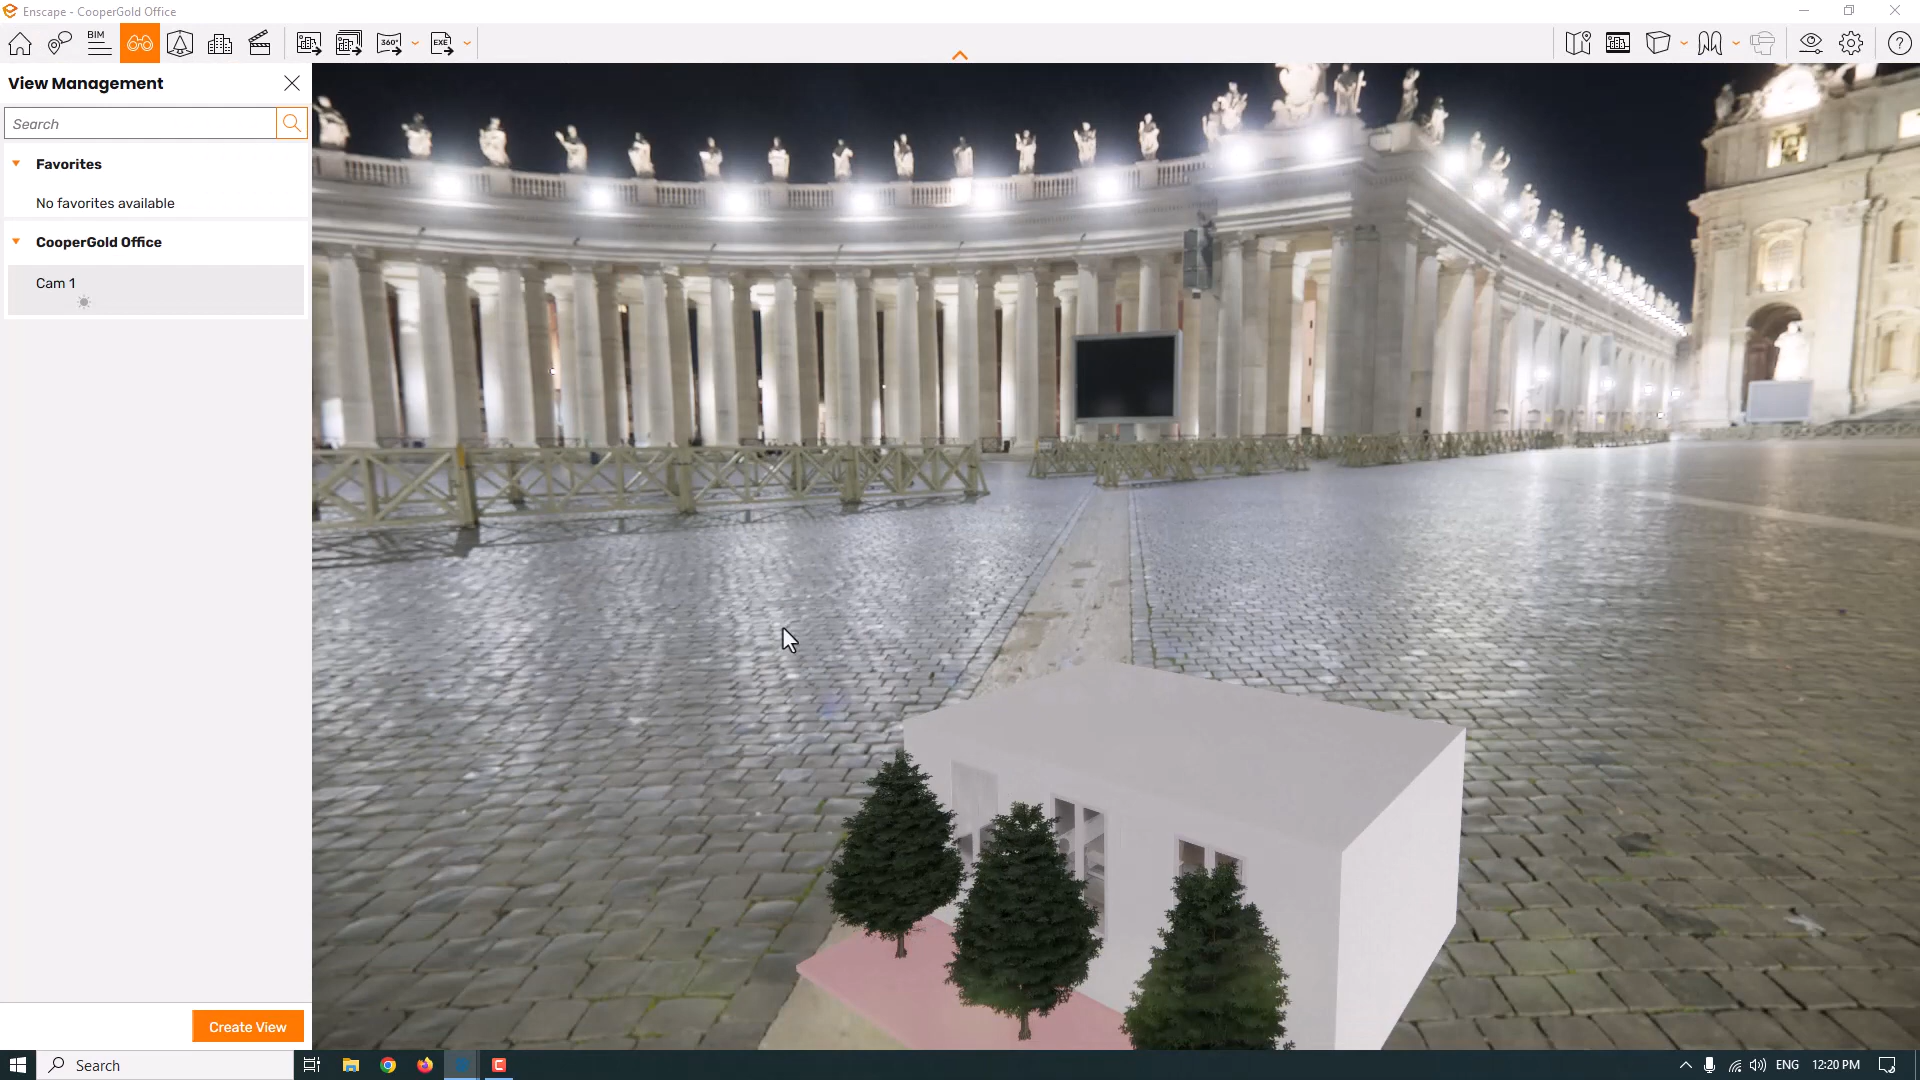 Enscape - CooperGold Office
BIM
360°
EXE
?
View Management
Search
Favorites
No favorites available
CooperGold Office
Cam 1
Create View
Search
ENG
12:20 PM